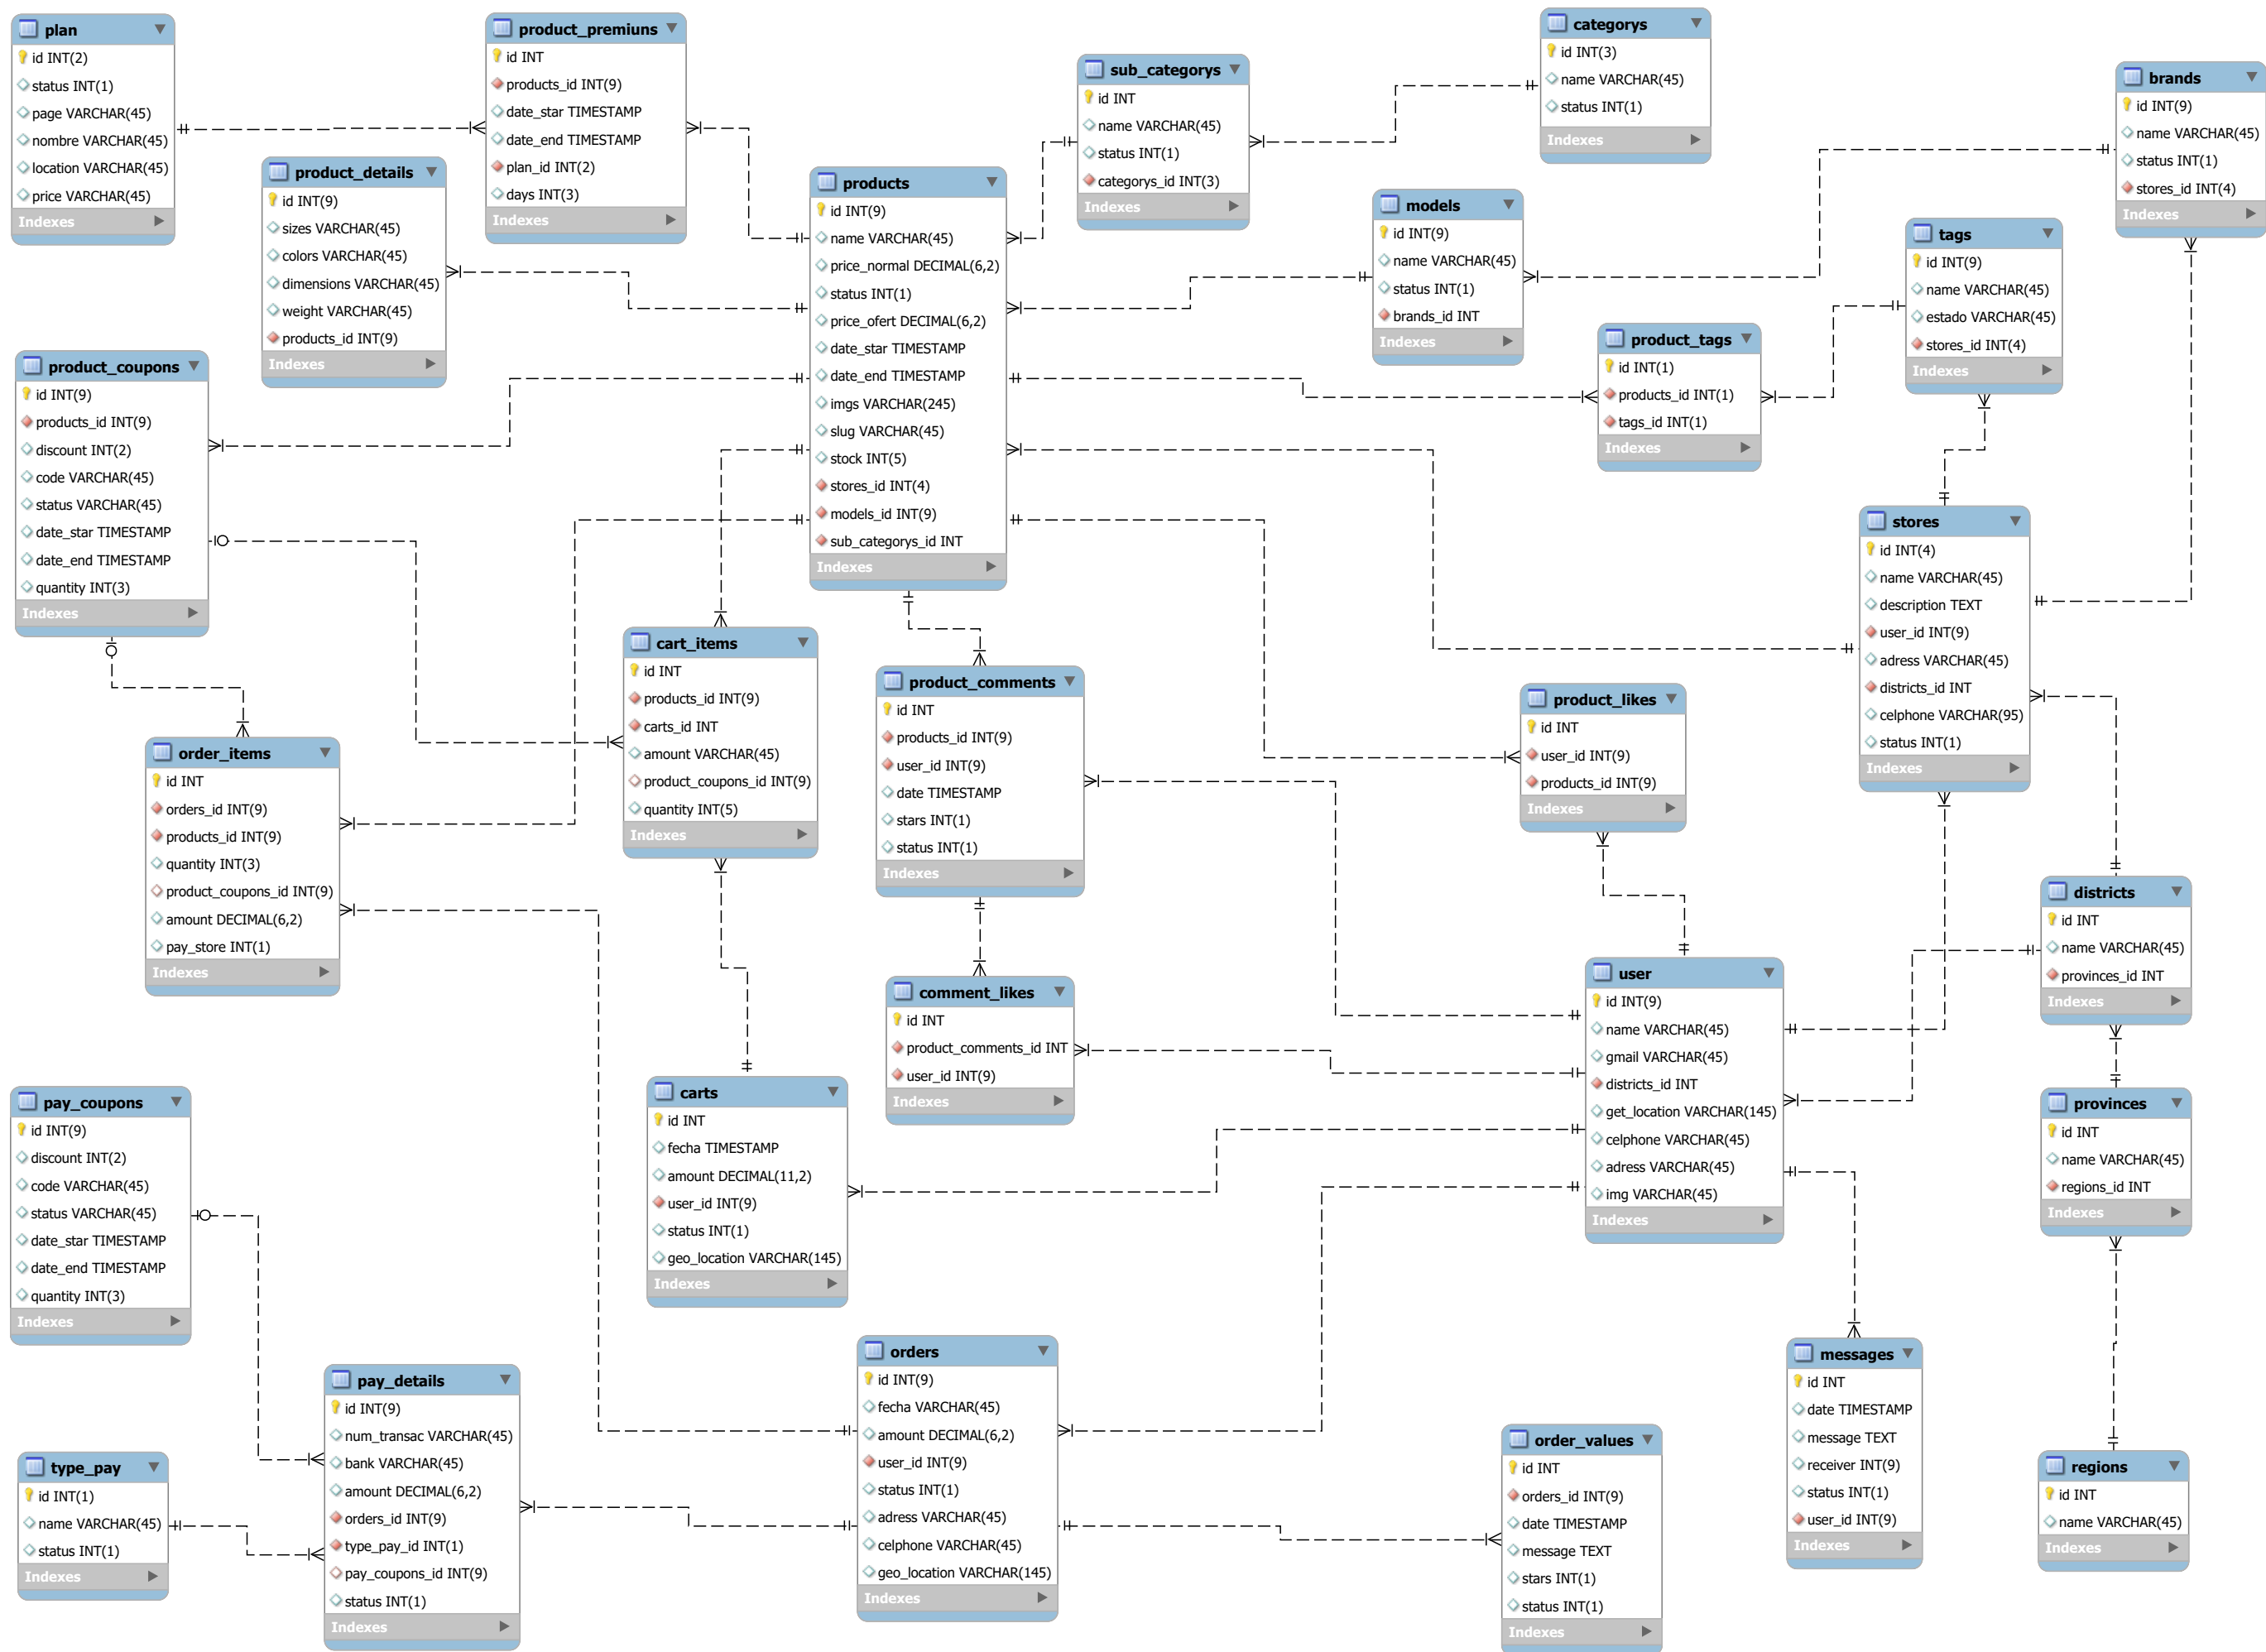 plan
id INT(2)
status INT(1)
page VARCHAR(45)
nombre VARCHAR(45)
location VARCHAR(45)
price VARCHAR(45)
Indexes
product_premiuns
id INT
products_id INT(9)
date_star TIMESTAMP
date_end TIMESTAMP
plan_id INT(2)
days INT(3)
Indexes
product_details
id INT(9)
sizes VARCHAR(45)
colors VARCHAR(45)
dimensions VARCHAR(45)
weight VARCHAR(45)
products_id INT(9)
Indexes
products
id INT(9)
name VARCHAR(45)
price_normal DECIMAL(6,2)
status INT(1)
price_ofert DECIMAL(6,2)
date_star TIMESTAMP
date_end TIMESTAMP
imgs VARCHAR(245)
slug VARCHAR(45)
stock INT(5)
stores_id INT(4)
models_id INT(9)
sub_categorys_id INT
Indexes
sub_categorys
id INT
name VARCHAR(45)
status INT(1)
categorys_id INT(3)
Indexes
categorys
id INT(3)
name VARCHAR(45)
status INT(1)
Indexes
brands
id INT(9)
name VARCHAR(45)
status INT(1)
stores_id INT(4)
Indexes
models
id INT(9)
name VARCHAR(45)
status INT(1)
brands_id INT
Indexes
tags
id INT(9)
name VARCHAR(45)
estado VARCHAR(45)
stores_id INT(4)
Indexes
product_tags
id INT(1)
products_id INT(1)
tags_id INT(1)
Indexes
product_coupons
id INT(9)
products_id INT(9)
discount INT(2)
code VARCHAR(45)
status VARCHAR(45)
date_star TIMESTAMP
date_end TIMESTAMP
quantity INT(3)
Indexes
stores
id INT(4)
name VARCHAR(45)
description TEXT
user_id INT(9)
adress VARCHAR(45)
districts_id INT
celphone VARCHAR(95)
status INT(1)
Indexes
cart_items
id INT
products_id INT(9)
carts_id INT
amount VARCHAR(45)
product_coupons_id INT(9)
quantity INT(5)
Indexes
product_comments
id INT
products_id INT(9)
user_id INT(9)
date TIMESTAMP
stars INT(1)
status INT(1)
Indexes
product_likes
id INT
user_id INT(9)
products_id INT(9)
Indexes
order_items
id INT
orders_id INT(9)
products_id INT(9)
quantity INT(3)
product_coupons_id INT(9)
amount DECIMAL(6,2)
pay_store INT(1)
Indexes
districts
id INT
name VARCHAR(45)
provinces_id INT
Indexes
user
id INT(9)
name VARCHAR(45)
gmail VARCHAR(45)
districts_id INT
get_location VARCHAR(145)
celphone VARCHAR(45)
adress VARCHAR(45)
img VARCHAR(45)
Indexes
comment_likes
id INT
product_comments_id INT
user_id INT(9)
Indexes
carts
id INT
fecha TIMESTAMP
amount DECIMAL(11,2)
user_id INT(9)
status INT(1)
geo_location VARCHAR(145)
Indexes
pay_coupons
id INT(9)
discount INT(2)
code VARCHAR(45)
status VARCHAR(45)
date_star TIMESTAMP
date_end TIMESTAMP
quantity INT(3)
Indexes
provinces
id INT
name VARCHAR(45)
regions_id INT
Indexes
pay_details
id INT(9)
num_transac VARCHAR(45)
bank VARCHAR(45)
amount DECIMAL(6,2)
orders_id INT(9)
type_pay_id INT(1)
pay_coupons_id INT(9)
status INT(1)
Indexes
type_pay
id INT(1)
name VARCHAR(45)
status INT(1)
Indexes
orders
id INT(9)
fecha VARCHAR(45)
amount DECIMAL(6,2)
user_id INT(9)
status INT(1)
adress VARCHAR(45)
celphone VARCHAR(45)
geo_location VARCHAR(145)
Indexes
order_values
id INT
orders_id INT(9)
date TIMESTAMP
message TEXT
stars INT(1)
status INT(1)
Indexes
messages
id INT
date TIMESTAMP
message TEXT
receiver INT(9)
status INT(1)
user_id INT(9)
Indexes
regions
id INT
name VARCHAR(45)
Indexes